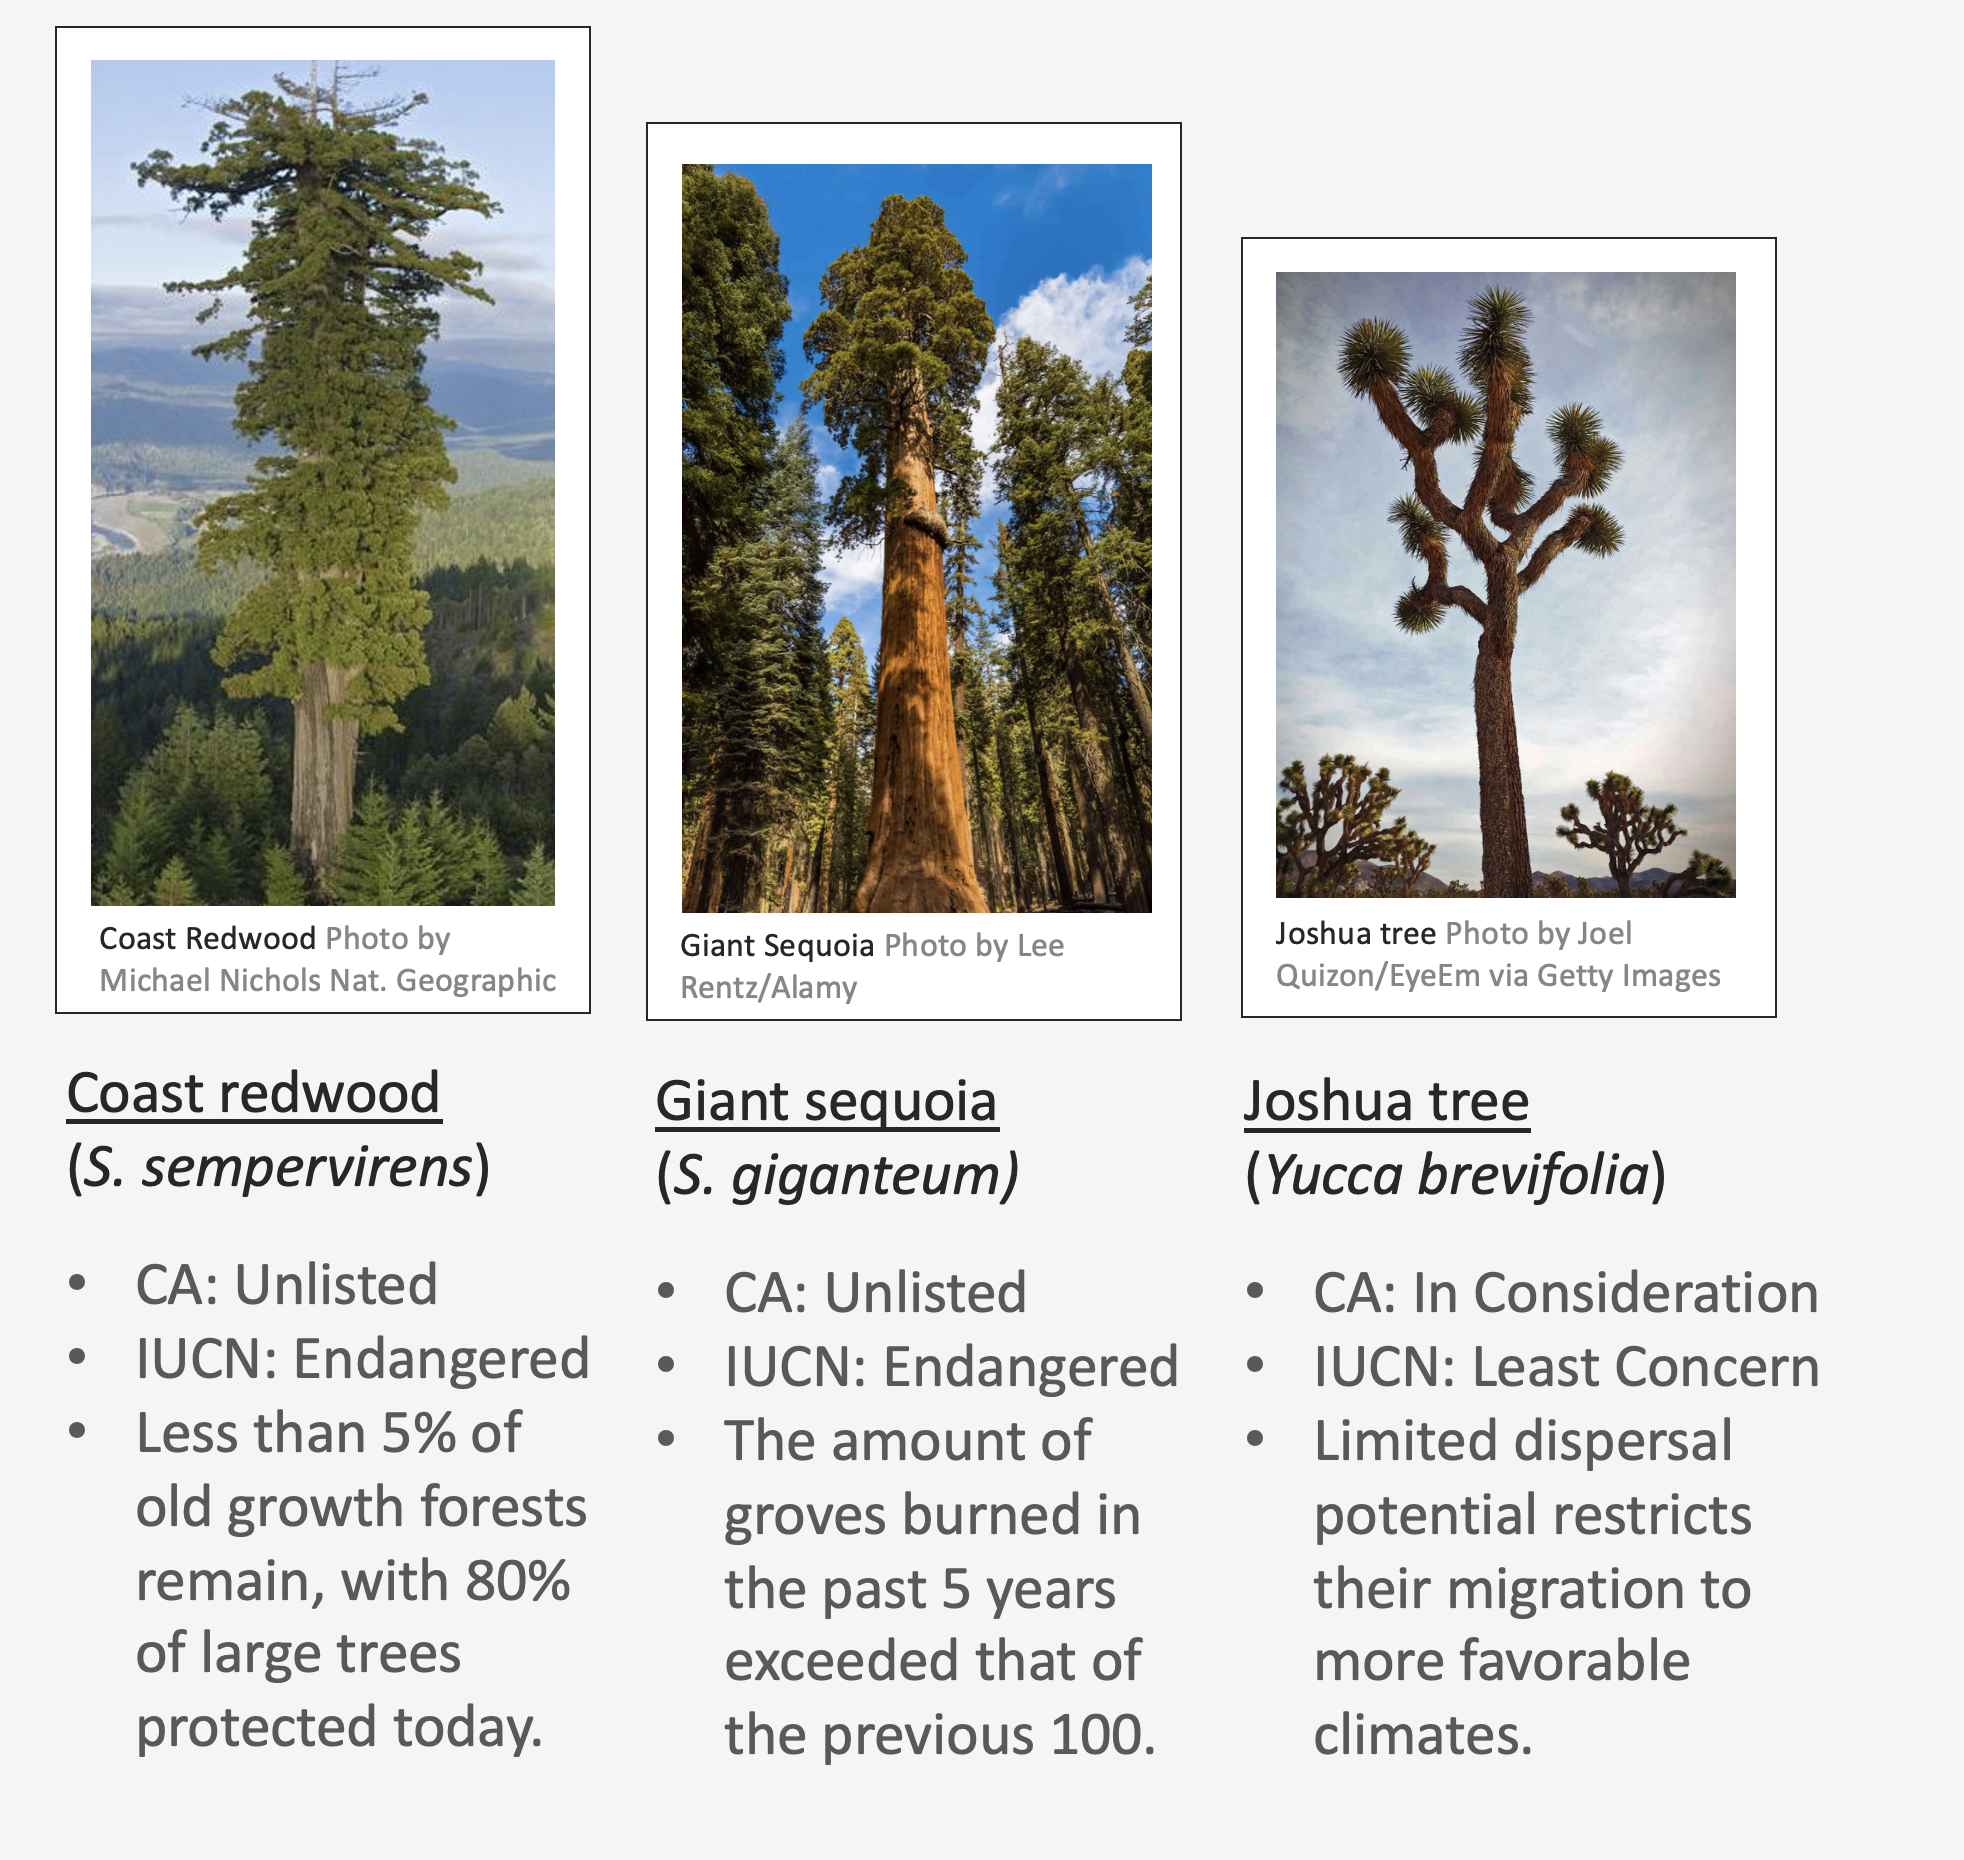 Coast Redwood Photo by
Michael Nichols Nat. Geographic
Coast redwood
(S. sempervirens)
• CA: Unlisted
• IUCN: Endangered
• Less than 5% of
old growth forests
remain, with 80%
of large trees
protected today.
Giant Sequoia Photo by Lee
Rentz/Alamy
Giant sequoia
(S. giganteum)
• CA: Unlisted
• IUCN: Endangered
• The amount of
groves burned in
the past 5 years
exceeded that of
the previous 100.
Joshua tree Photo by Joel
Quizon/EyeEm via Getty Images
Joshua tree
(Yucca brevifolia)
• CA: In Consideration
• IUCN: Least Concern
• Limited dispersal
potential restricts
their migration to
more favorable
climates.